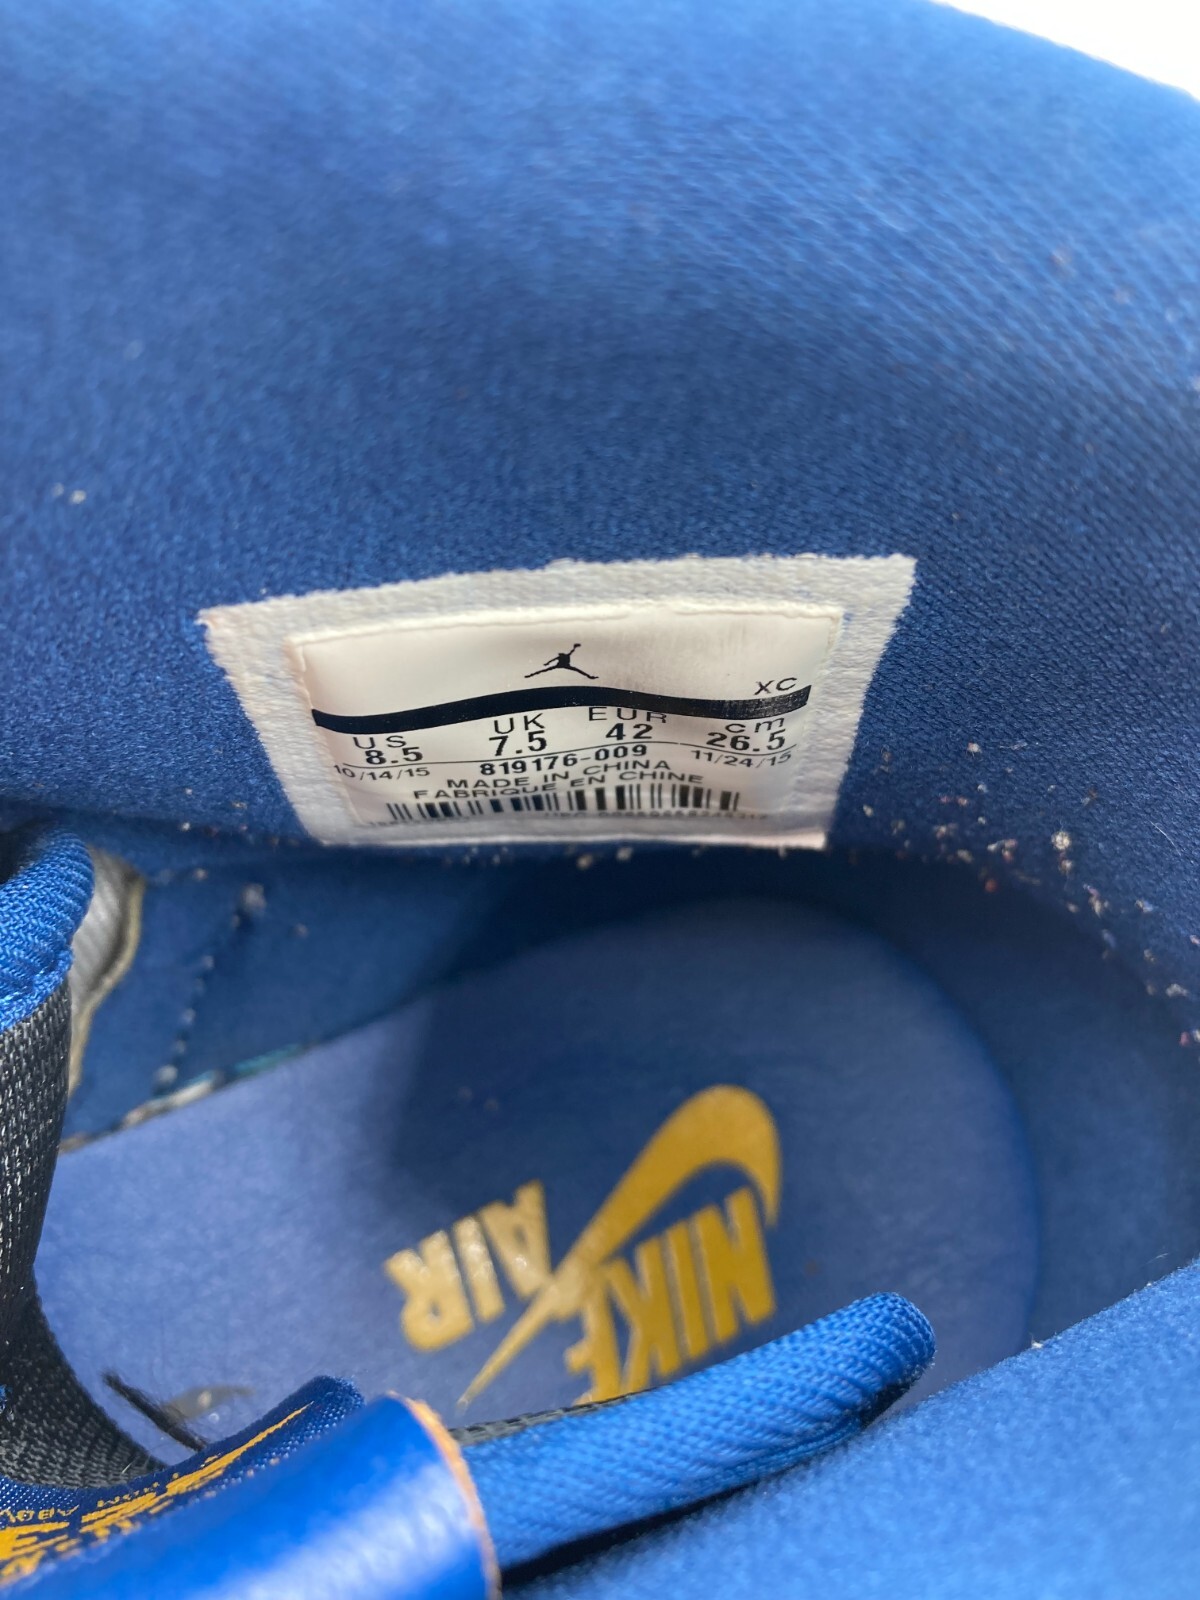 XC
US UK EUR cm
8.5 7.5 42 26.5
10/14/15 819176-009 11/24/15
MADE IN CHINA
FABRIQUE EN CHINE
NIKE
AIR